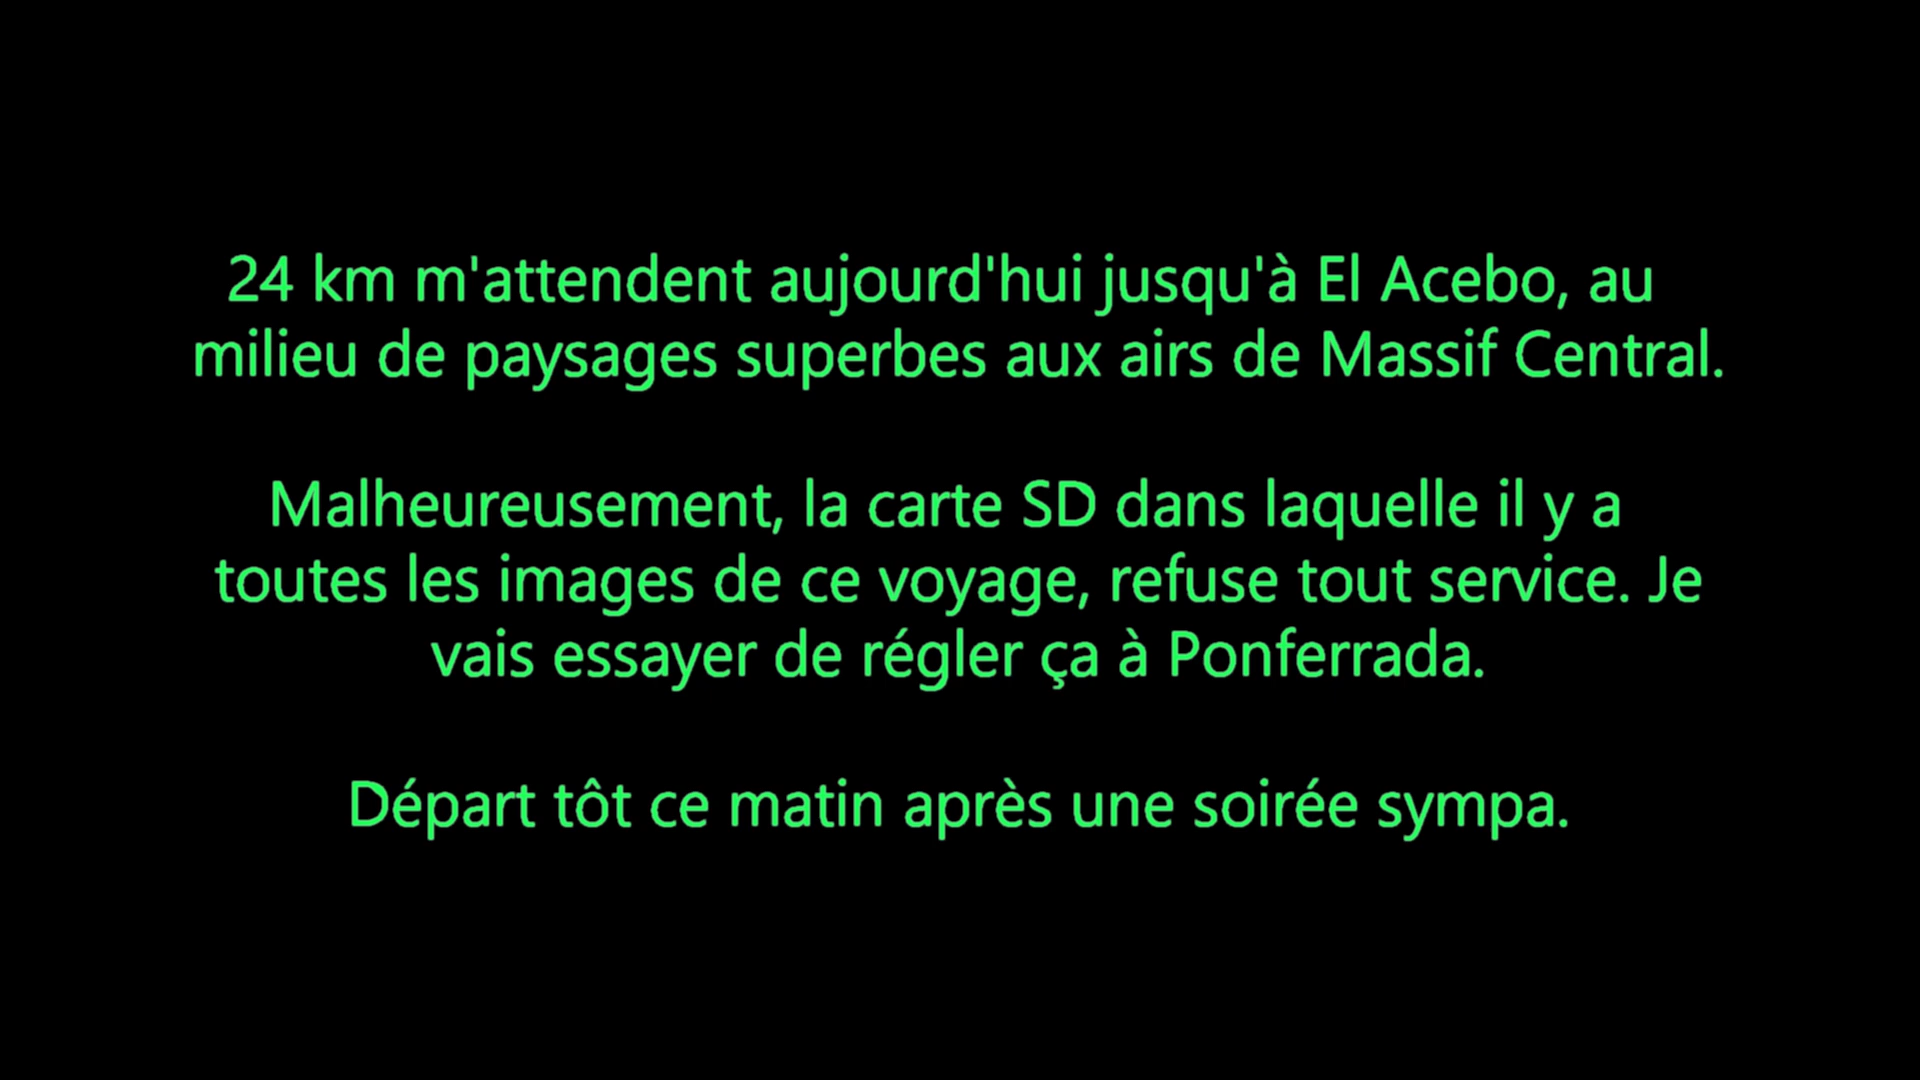 24 km m'attendent aujourd'hui jusqu'à El Acebo, au
milieu de paysages superbes aux airs de Massif Central.
Malheureusement, la carte SD dans laquelle il y a
toutes les images de ce voyage, refuse tout service. Je
vais essayer de régler ça à Ponferrada.
Départ tôt ce matin après une soirée sympa.